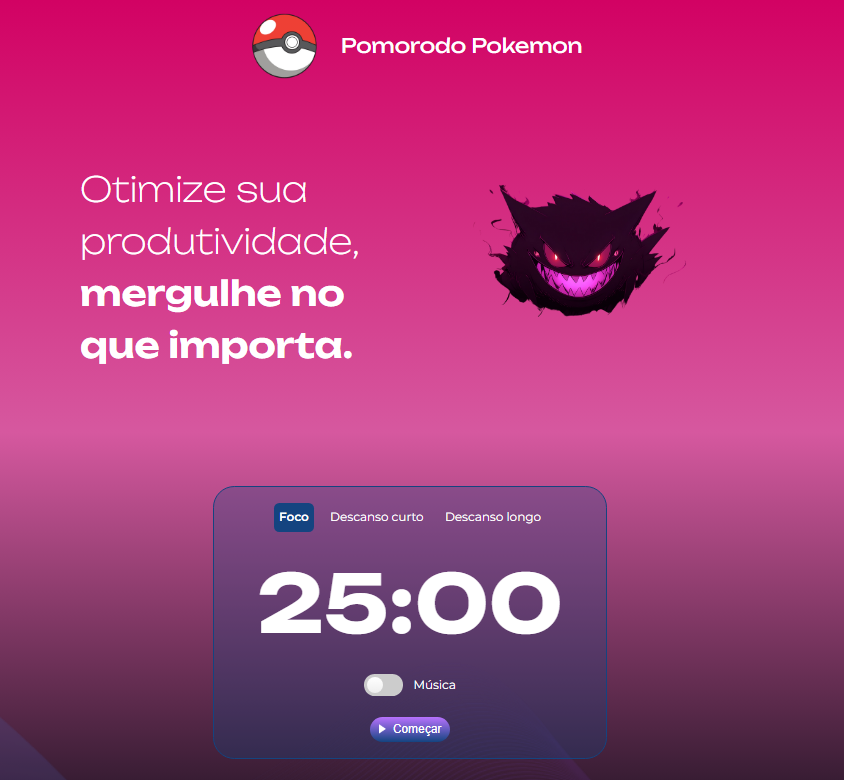 Pomorodo Pokemon
Otimize sua
produtividade,
mergulhe no
que importa.
Foco Descanso curto Descanso longo
25:00
Música
Começar